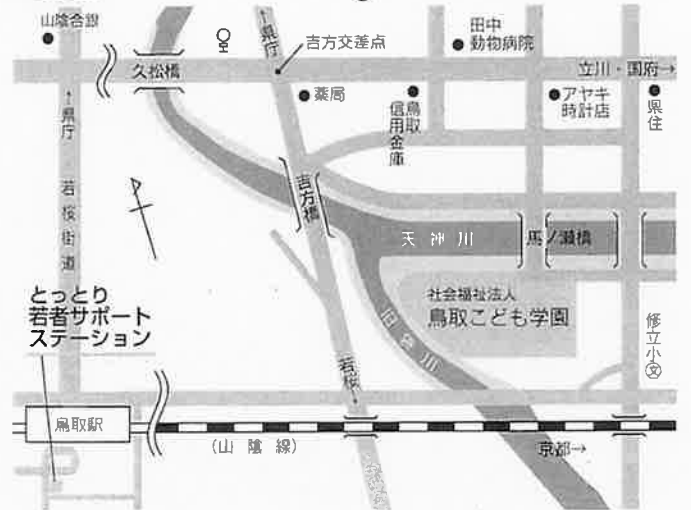 山陰合銀
←県庁
吉方交差点
田中
動物病院
久松橋
立川・国府→
薬局
鳥取
信用金庫
アヤキ
時計店
県住
←県庁
若桜街道
吉方橋
天神川
馬ノ瀬橋
社会福祉法人
鳥取こども学園
旧袋川
とっとり
若者サポート
ステーション
修立小
文
若桜→
鳥取駅
(山陰線)
京都→